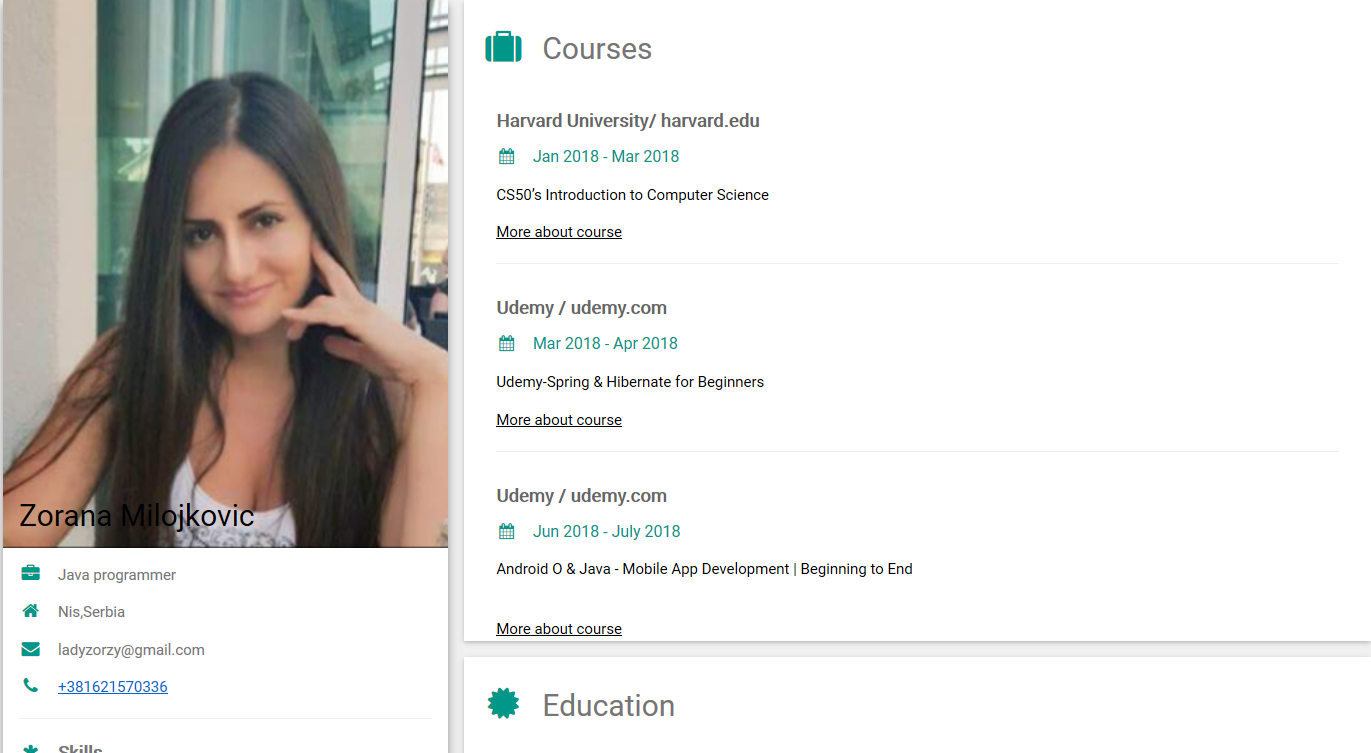 Zorana Milojkovic
Java programmer
Nis,Serbia
ladyzorzy@gmail.com
+381621570336
Skills
Courses
Harvard University/ harvard.edu
Jan 2018 - Mar 2018
CS50’s Introduction to Computer Science
More about course
Udemy / udemy.com
Mar 2018 - Apr 2018
Udemy-Spring & Hibernate for Beginners
More about course
Udemy / udemy.com
Jun 2018 - July 2018
Android O & Java - Mobile App Development | Beginning to End
More about course
Education